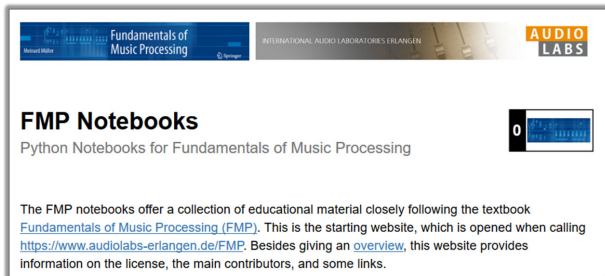 Fundamentals of
Music Processing
Meinard Müller
Springer
INTERNATIONAL AUDIO LABORATORIES ERLANGEN
AUDIO
LABS
FMP Notebooks
Python Notebooks for Fundamentals of Music Processing
0
The FMP notebooks offer a collection of educational material closely following the textbook
Fundamentals of Music Processing (FMP). This is the starting website, which is opened when calling
https://www.audiolabs-erlangen.de/FMP. Besides giving an overview, this website provides
information on the license, the main contributors, and some links.